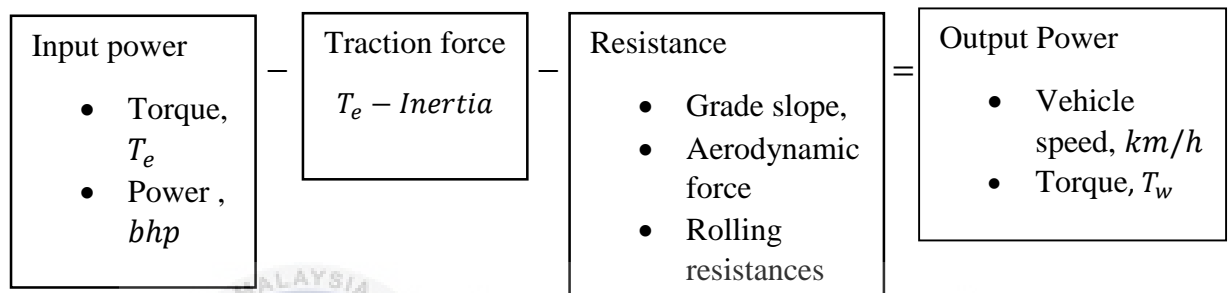 Input power
• Torque,
T_e
• Power ,
bhp
−
Traction force
T_e − Inertia
−
Resistance
• Grade slope,
• Aerodynamic
force
• Rolling
resistances
=
Output Power
• Vehicle
speed, km/h
• Torque, T_w
MALAYSIA